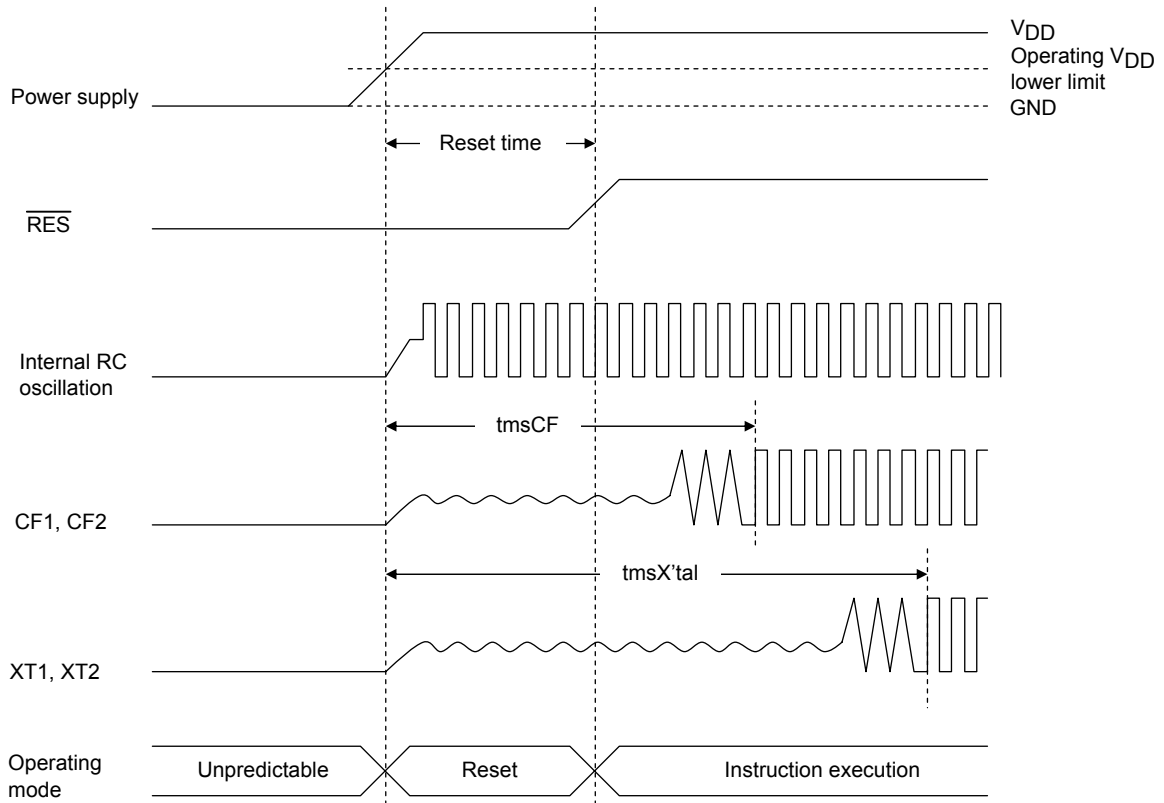 VDD
Operating VDD
lower limit
GND
Power supply
Reset time
RES
Internal RC
oscillation
tmsCF
CF1, CF2
tmsX'tal
XT1, XT2
Operating
mode
Unpredictable
Reset
Instruction execution